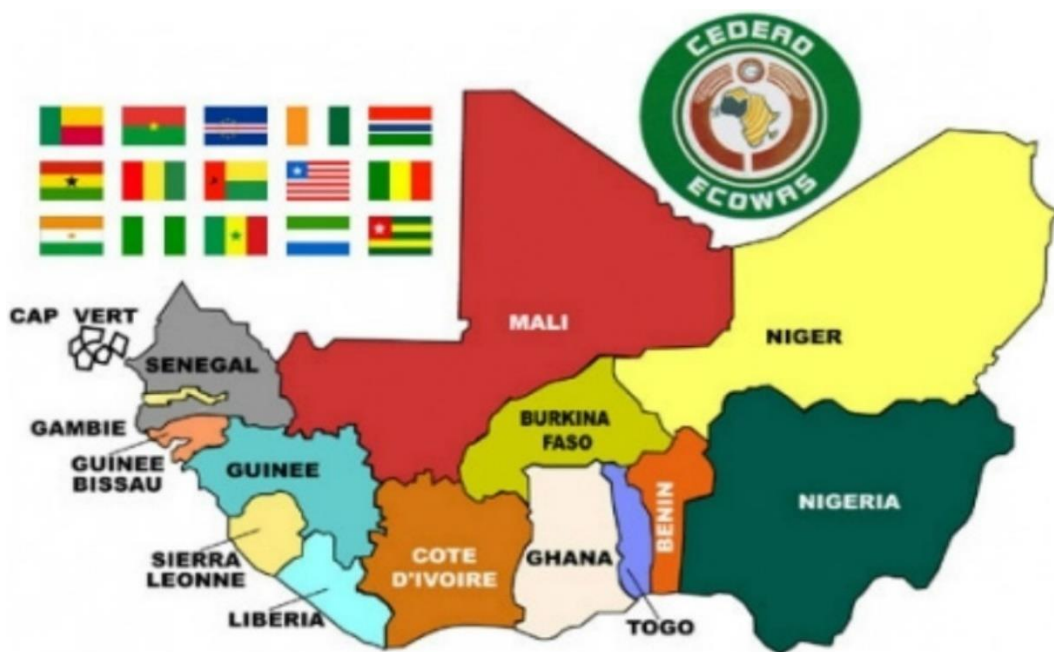 CEDEAO
ECOWAS
CAP VERT
MALI
NIGER
SENEGAL
GAMBIE
GUINEE
BISSAU
GUINEE
BURKINA
FASO
SIERRA
LEONNE
LIBERIA
COTE
D'IVOIRE
GHANA
TOGO
BENIN
NIGERIA